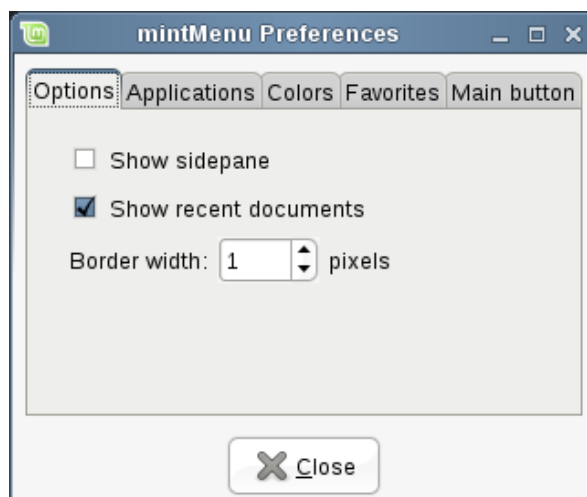 mintMenu Preferences
Options Applications Colors Favorites Main button
Show sidepane
Show recent documents
Border width: 1 pixels
Close